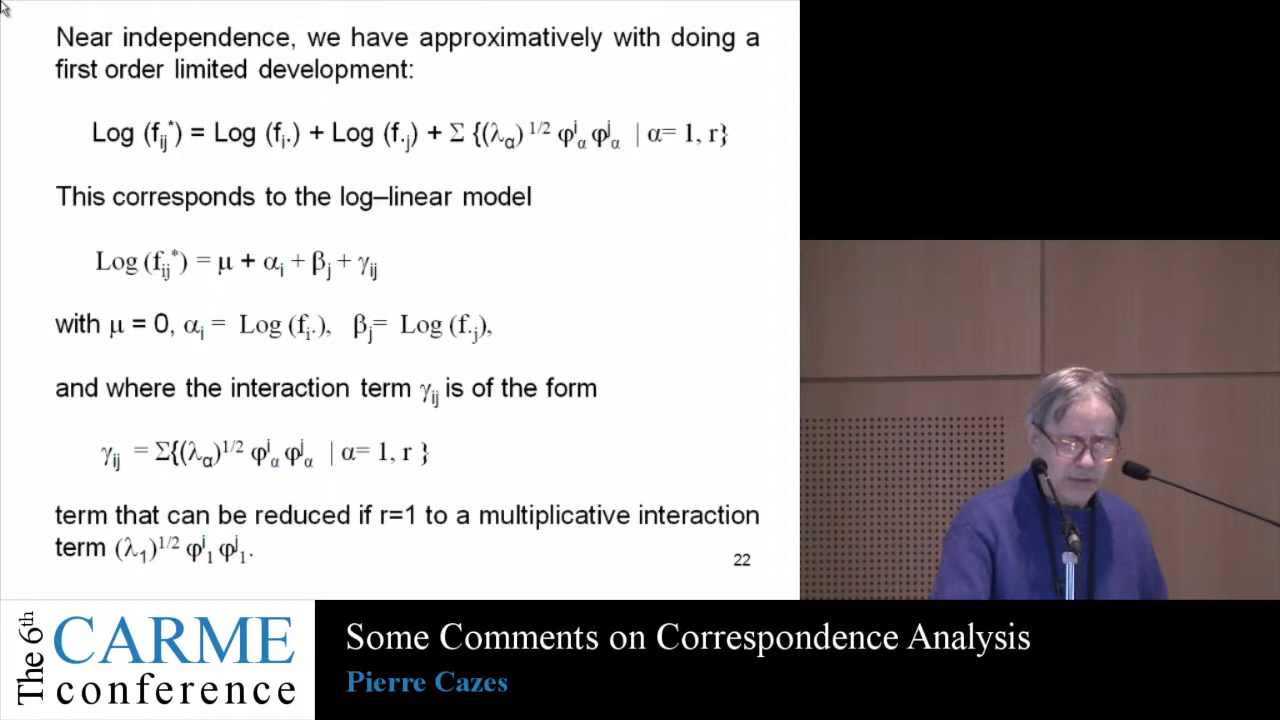 Near independence, we have approximatively with doing a
first order limited development:
Log (fij*) = Log (fi.) + Log (f.j) + Σ {(λα) 1/2 φiα φjα | α= 1, r}
This corresponds to the log–linear model
Log (fij*) = μ + αi + βj + γij
with μ = 0, αi = Log (fi.), βj= Log (f.j),
and where the interaction term γij is of the form
γij = Σ{(λα)1/2 φiα φjα | α= 1, r }
term that can be reduced if r=1 to a multiplicative interaction
term (λ1)1/2 φi1 φj1.
22
The 6th
CARME
conference
Some Comments on Correspondence Analysis
Pierre Cazes